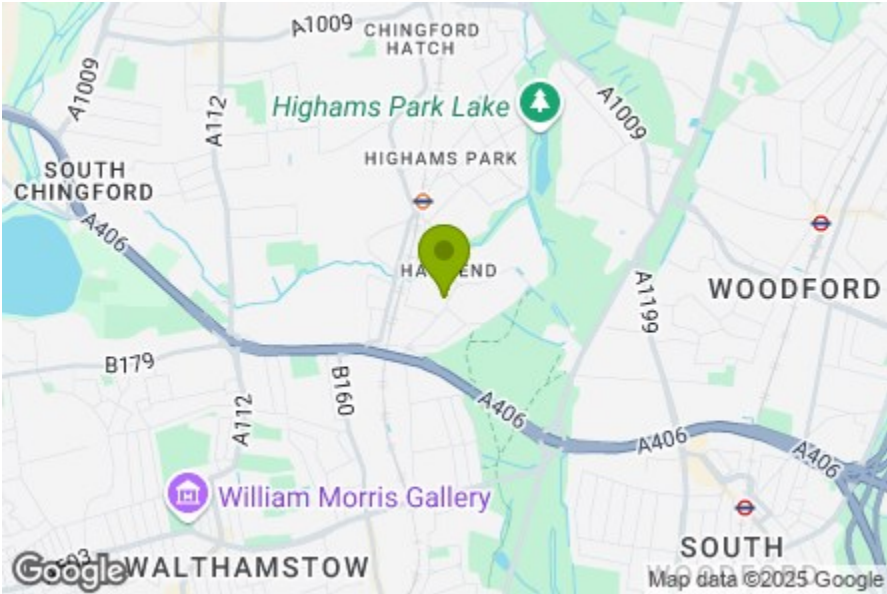 A1009
CHINGFORD
HATCH
A1009
A112
Highams Park Lake
A1009
HIGHAMS PARK
SOUTH
CHINGFORD
A406
A1199
WOODFORD
B179
B160
A112
A406
A406
A406
William Morris Gallery
SOUTH
Google
WALTHAMSTOW
Map data ©2025 Google